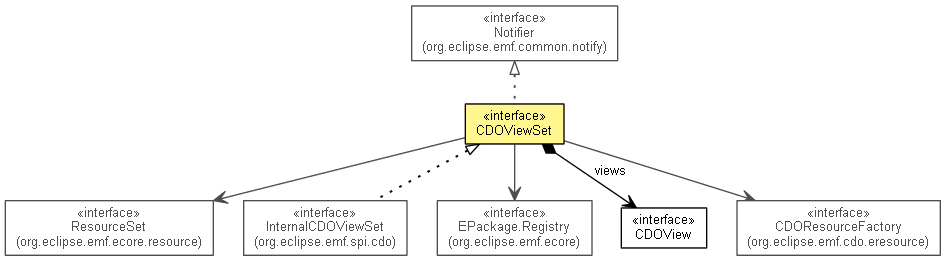 «interface»
Notifier
(org.eclipse.emf.common.notify)
«interface»
CDOViewSet
views
«interface»
ResourceSet
(org.eclipse.emf.ecore.resource)
«interface»
InternalCDOViewSet
(org.eclipse.emf.spi.cdo)
«interface»
EPackage.Registry
(org.eclipse.emf.ecore)
«interface»
CDOView
«interface»
CDOResourceFactory
(org.eclipse.emf.cdo.eresource)